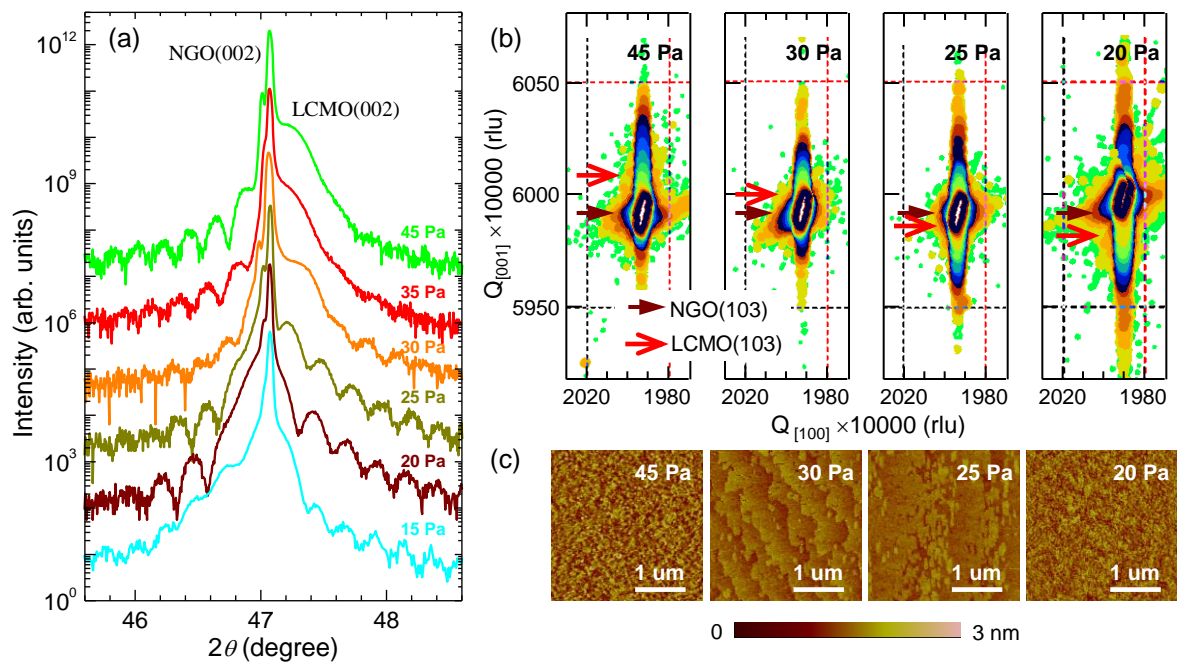 (a)
Intensity (arb. units)
10^12
10^9
10^6
10^3
10^0
NGO(002)
LCMO(002)
45 Pa
35 Pa
30 Pa
25 Pa
20 Pa
15 Pa
46 47 48
2θ (degree)
(b)
Q[001] ×10000 (rlu)
6050
6000
5950
45 Pa 30 Pa 25 Pa 20 Pa
NGO(103)
LCMO(103)
2020 1980 2020 1980 2020 1980 2020 1980
Q [100] ×10000 (rlu)
(c)
45 Pa 30 Pa 25 Pa 20 Pa
1 um 1 um 1 um 1 um
0 3 nm